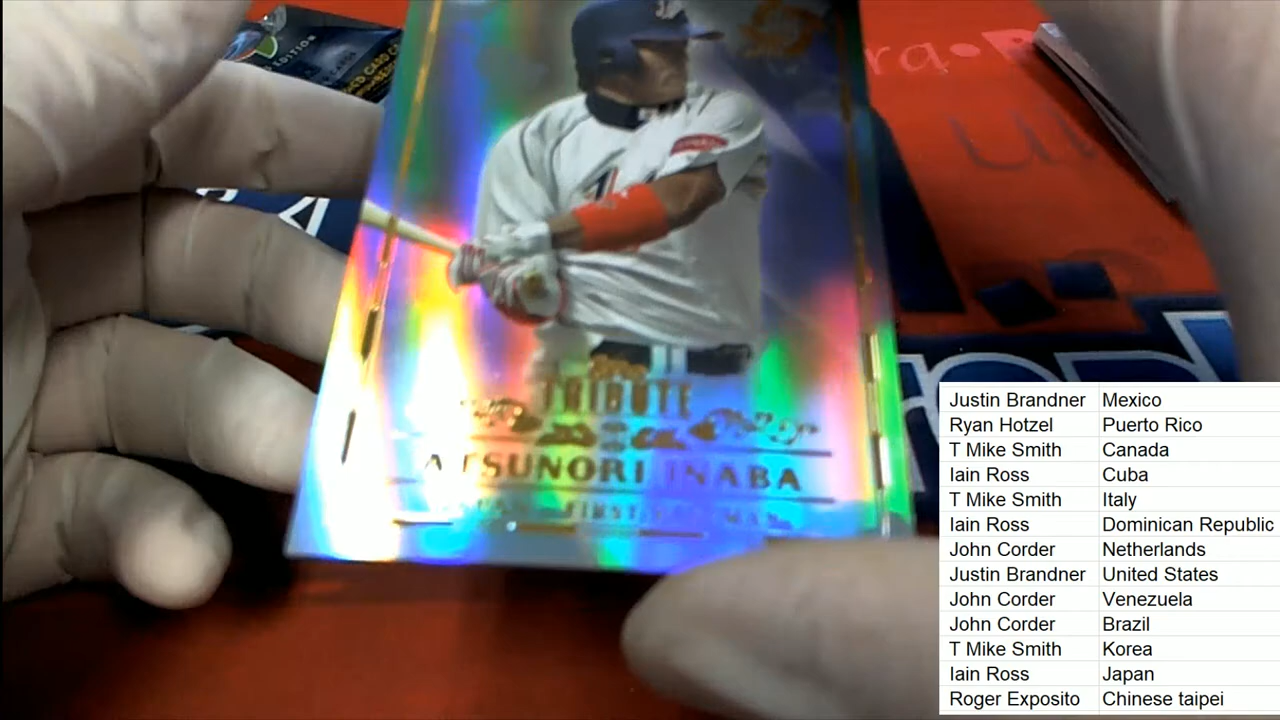 EDITION
TRIBUTE
ATSUNORI INABA
FIRST
Justin Brandner Mexico
Ryan Hotzel Puerto Rico
T Mike Smith Canada
Iain Ross Cuba
T Mike Smith Italy
Iain Ross Dominican Republic
John Corder Netherlands
Justin Brandner United States
John Corder Venezuela
John Corder Brazil
T Mike Smith Korea
Iain Ross Japan
Roger Exposito Chinese taipei